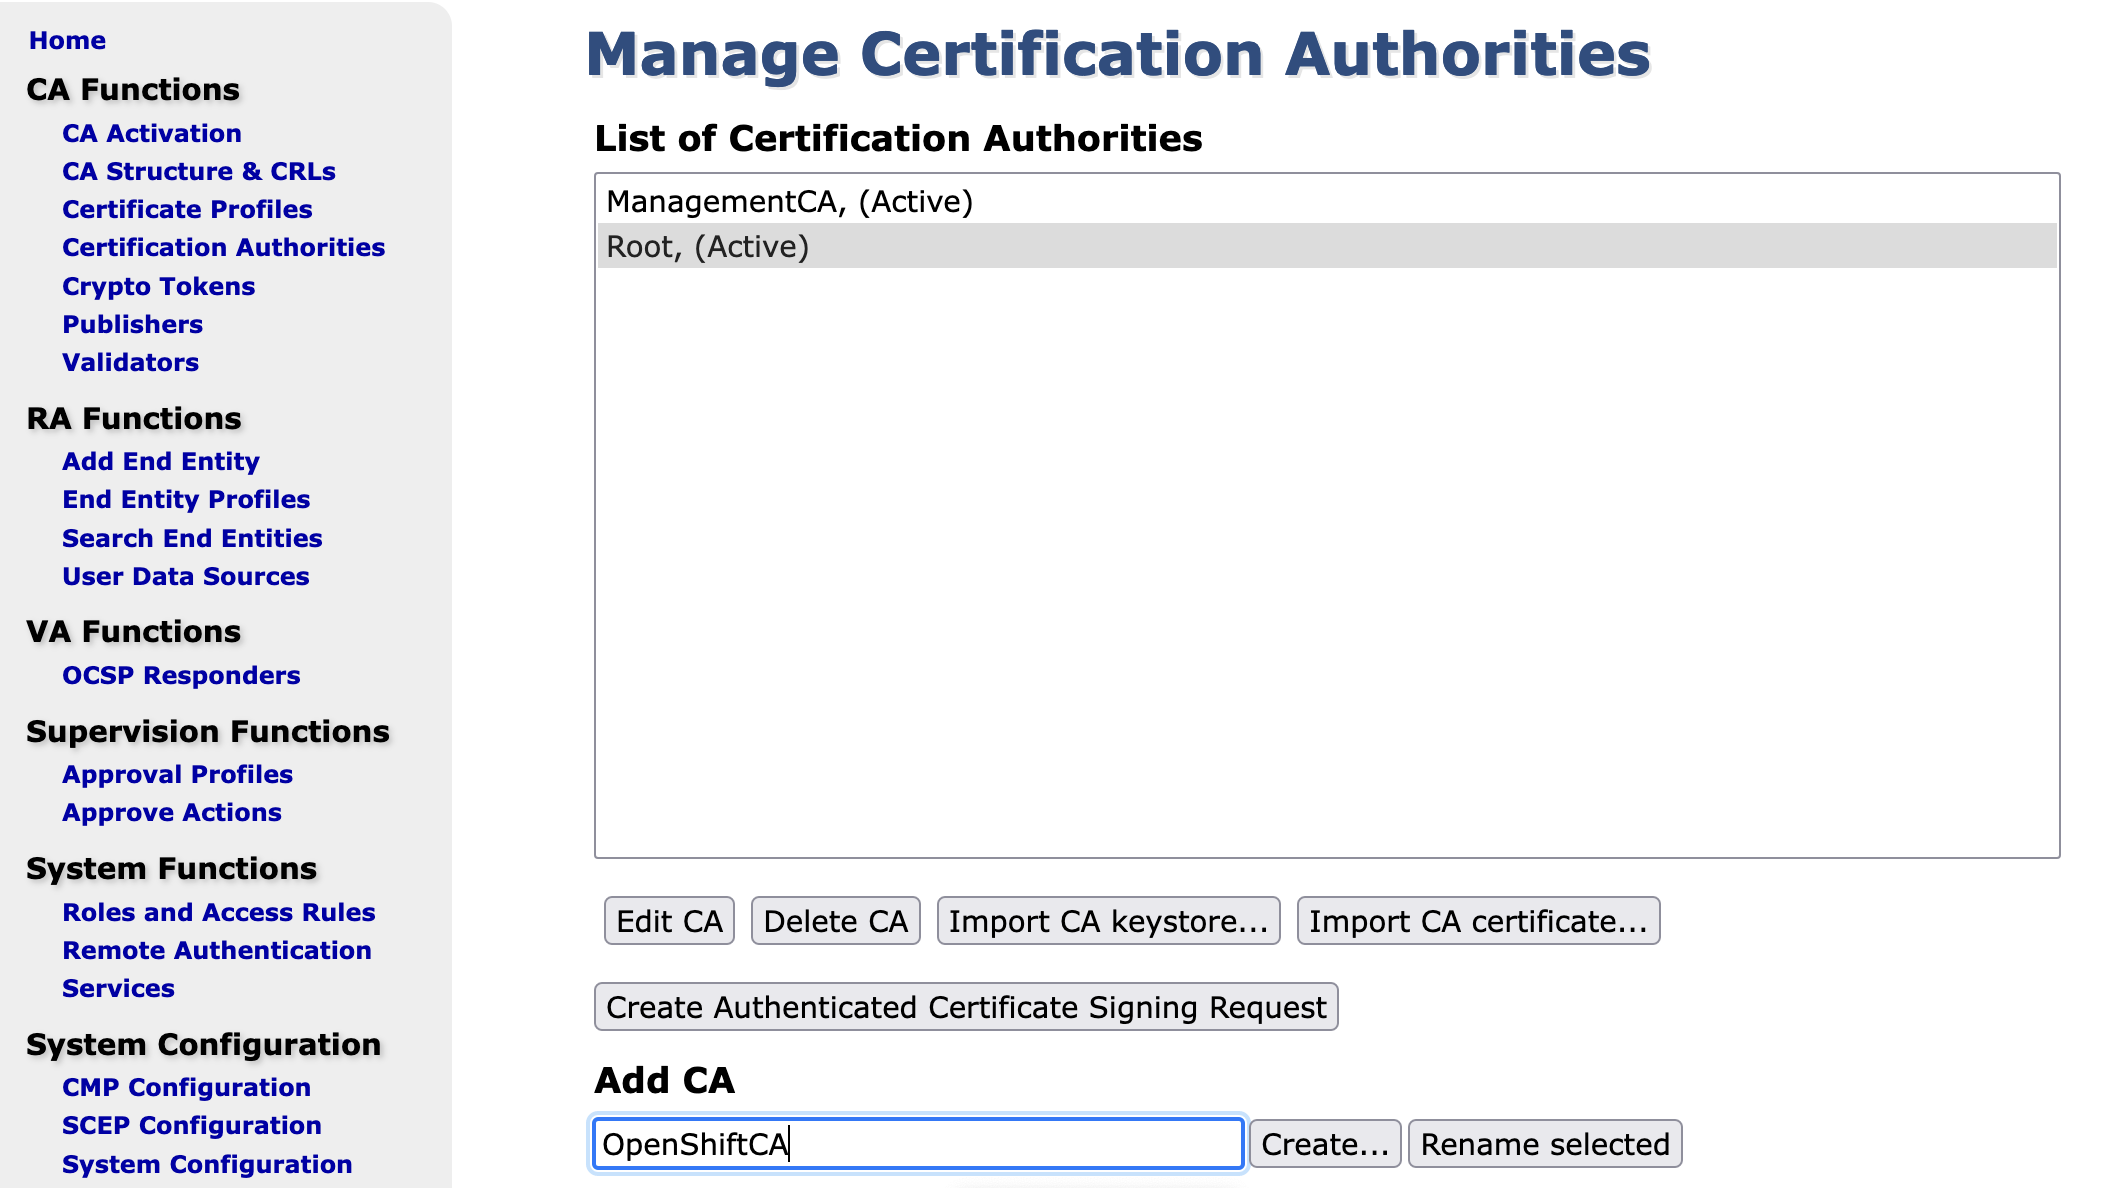 Home
CA Functions
CA Activation
CA Structure & CRLs
Certificate Profiles
Certification Authorities
Crypto Tokens
Publishers
Validators
RA Functions
Add End Entity
End Entity Profiles
Search End Entities
User Data Sources
VA Functions
OCSP Responders
Supervision Functions
Approval Profiles
Approve Actions
System Functions
Roles and Access Rules
Remote Authentication
Services
System Configuration
CMP Configuration
SCEP Configuration
System Configuration
Manage Certification Authorities
List of Certification Authorities
ManagementCA, (Active)
Root, (Active)
Edit CA Delete CA Import CA keystore... Import CA certificate...
Create Authenticated Certificate Signing Request
Add CA
OpenShiftCA Create... Rename selected